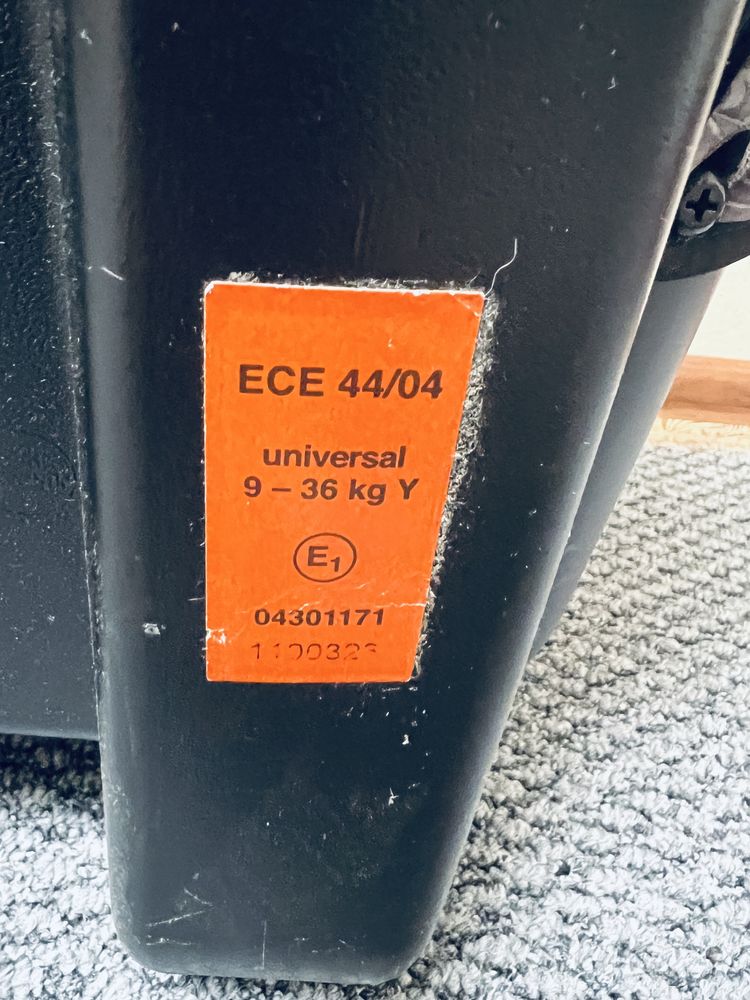 ECE 44/04
universal
9 – 36 kg Y
E1
04301171